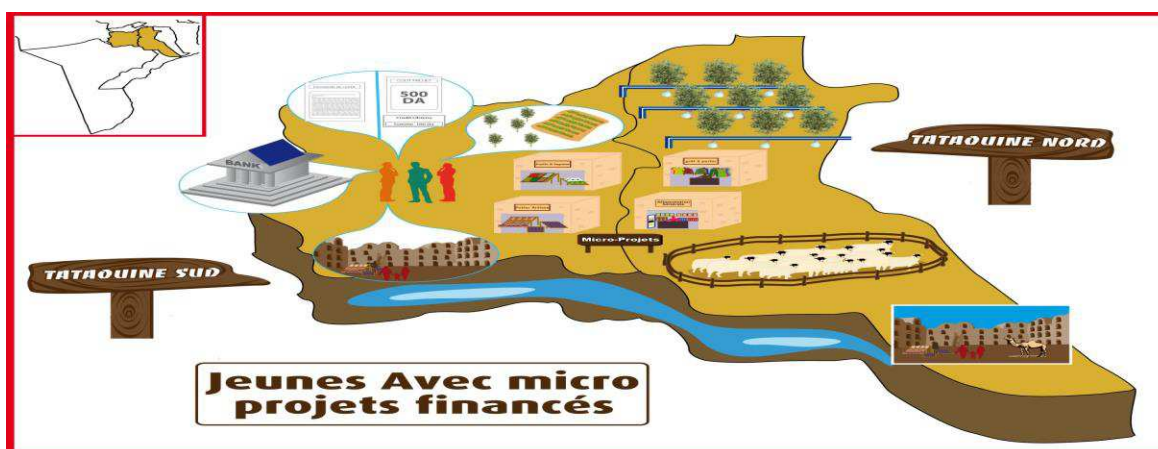 500
DA
BANK
TATAOUINE NORD
Micro-Projets
TATAOUINE SUD
Jeunes Avec micro
projets financés